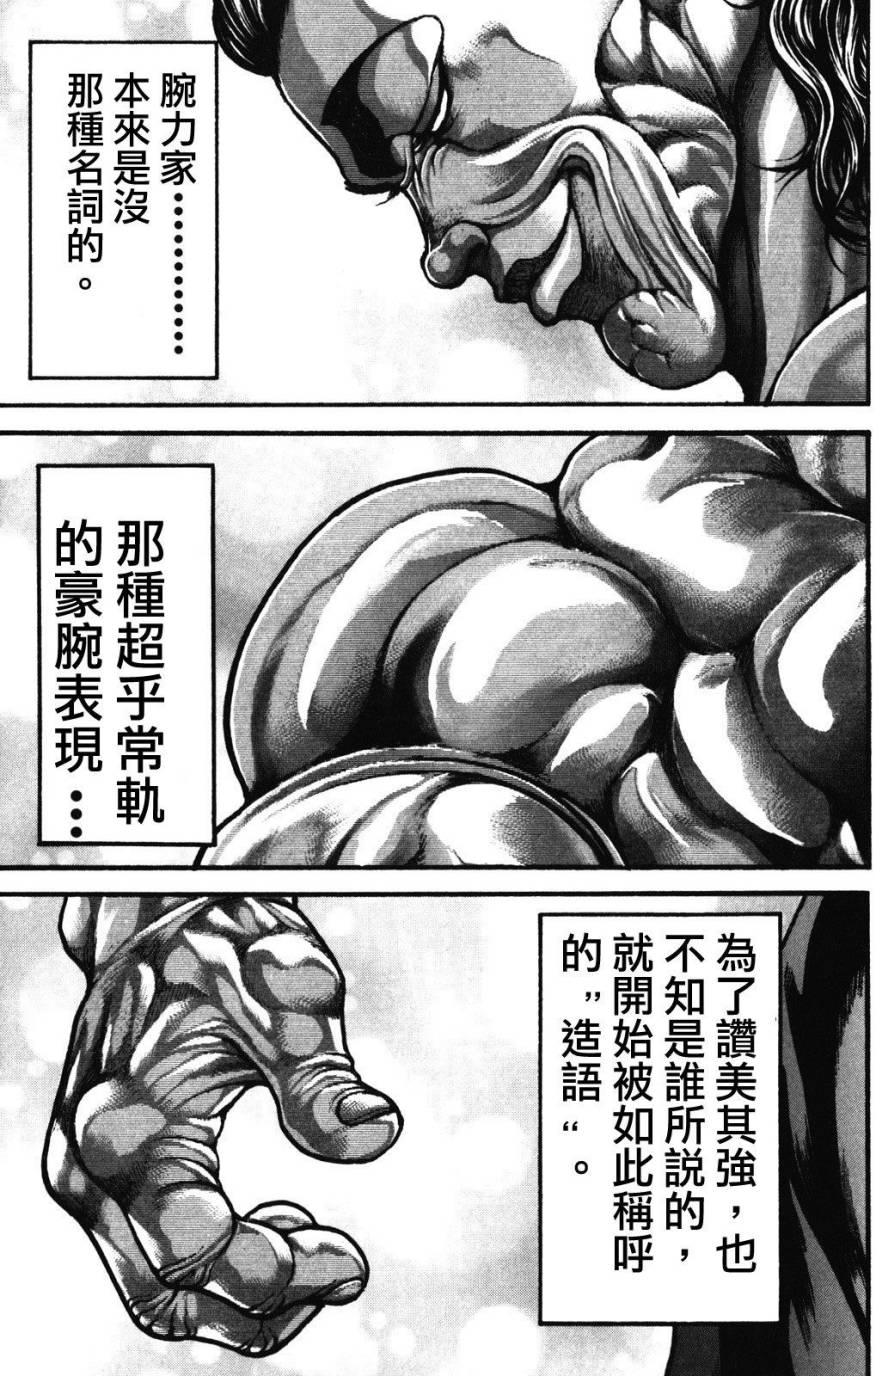 腕力家…………
本來是沒
那種名詞的。
那種超乎常軌
的豪腕表現…
為了讚美其強，也
不知是誰所說的，
就開始被如此稱呼
的〞造語〝。